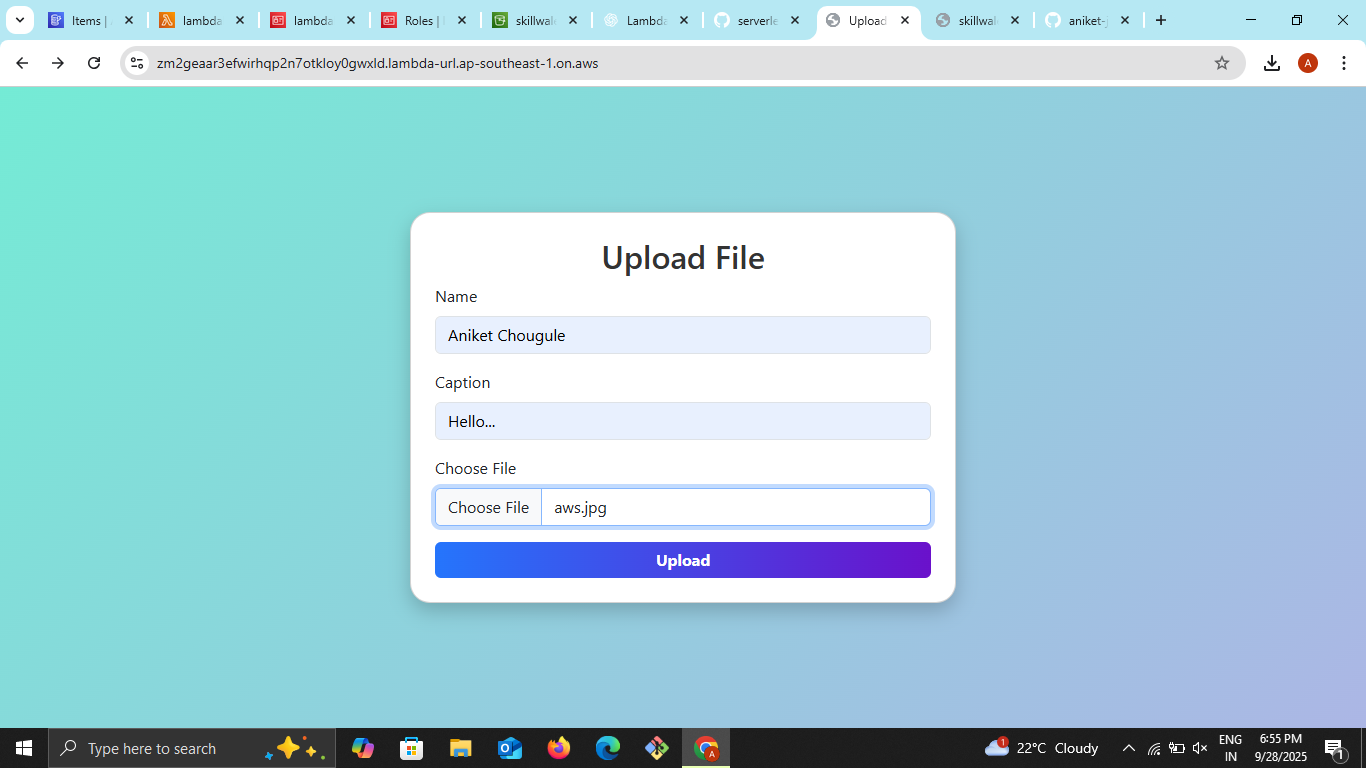 Items |
lambda
lambda
Roles |
skillwal
Lambda
serverle
Upload
skillwal
aniket-
zm2geaar3efwirhqp2n7otkloy0gwxld.lambda-url.ap-southeast-1.on.aws
A
Upload File
Name
Aniket Chougule
Caption
Hello...
Choose File
Choose File aws.jpg
Upload
Type here to search
22°C Cloudy
ENG
IN
6:55 PM
9/28/2025
1